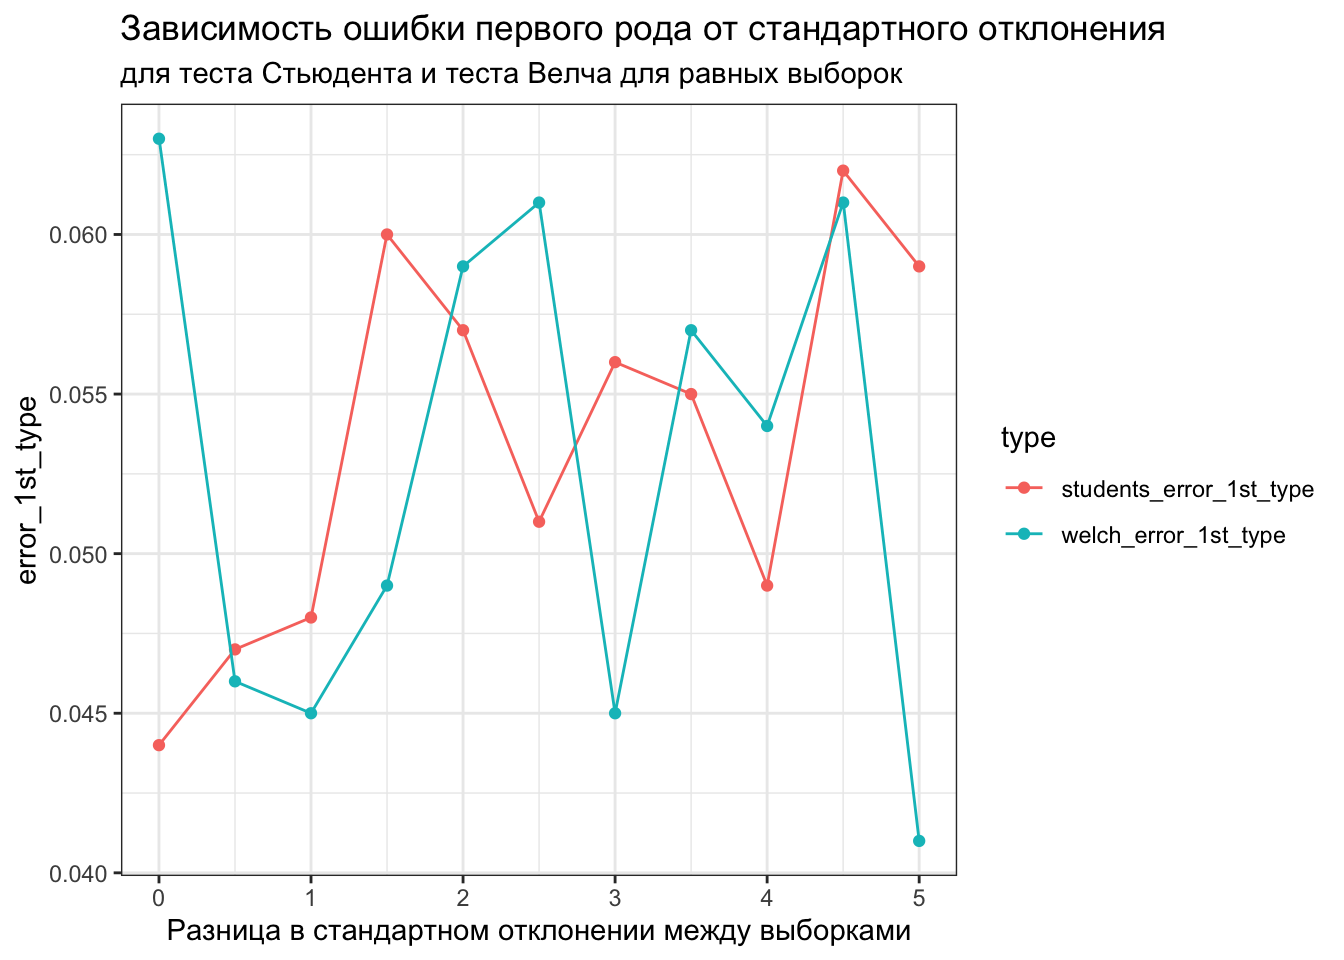 Зависимость ошибки первого рода от стандартного отклонения
для теста Стьюдента и теста Велча для равных выборок
error_1st_type
0.060
0.055
0.050
0.045
0.040
0 1 2 3 4 5
Разница в стандартном отклонении между выборками
type
students_error_1st_type
welch_error_1st_type